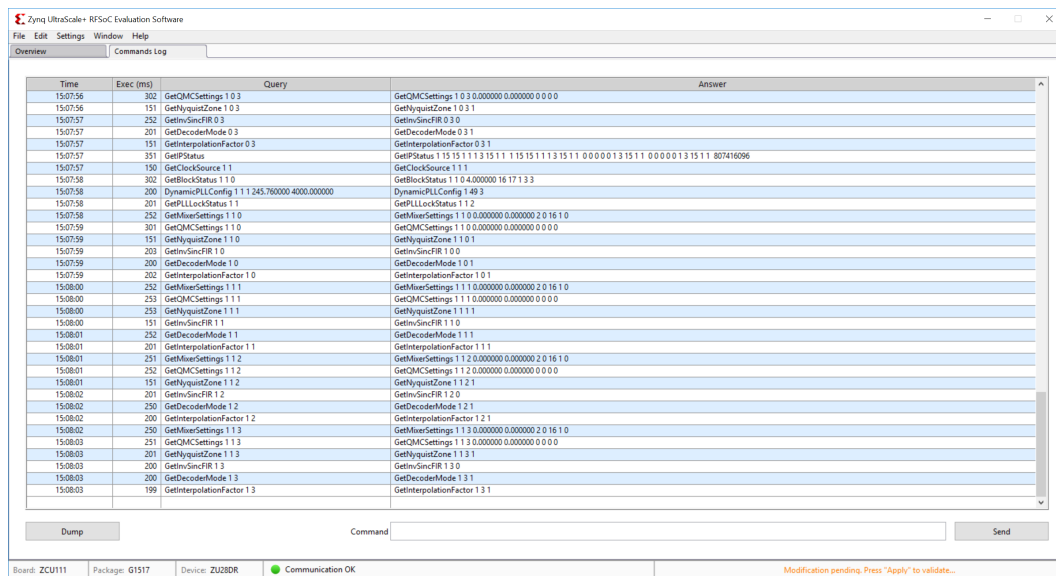 Zynq UltraScale+ RFSoC Evaluation Software
File Edit Settings Window Help
Overview Commands Log
Time Exec (ms) Query Answer
15:07:56 302 GetQMCSettings 1 0 3 GetQMCSettings 1 0 3 0.000000 0.000000 0 0 0 0
15:07:56 151 GetNyquistZone 1 0 3 GetNyquistZone 1 0 3 1
15:07:57 252 GetInvSincFIR 0 3 GetInvSincFIR 0 3 0
15:07:57 201 GetDecoderMode 0 3 GetDecoderMode 0 3 1
15:07:57 151 GetInterpolationFactor 0 3 GetInterpolationFactor 0 3 1
15:07:57 351 GetIPStatus GetIPStatus 1 15 15 1 1 1 3 15 1 1 1 15 15 1 1 1 3 15 1 1 0 0 0 0 0 1 3 15 1 1 0 0 0 0 0 1 3 15 1 1 807416096
15:07:57 150 GetClockSource 1 1 GetClockSource 1 1 1
15:07:58 302 GetBlockStatus 1 1 0 GetBlockStatus 1 1 0 4.000000 16 17 1 3 3
15:07:58 200 DynamicPLLConfig 1 1 1 245.760000 4000.000000 DynamicPLLConfig 1 49 3
15:07:58 201 GetPLLLockStatus 1 1 GetPLLLockStatus 1 1 2
15:07:58 252 GetMixerSettings 1 1 0 GetMixerSettings 1 1 0 0.000000 0.000000 2 0 16 1 0
15:07:59 301 GetQMCSettings 1 1 0 GetQMCSettings 1 1 0 0.000000 0.000000 0 0 0 0
15:07:59 151 GetNyquistZone 1 1 0 GetNyquistZone 1 1 0 1
15:07:59 203 GetInvSincFIR 1 0 GetInvSincFIR 1 0 0
15:07:59 200 GetDecoderMode 1 0 GetDecoderMode 1 0 1
15:07:59 202 GetInterpolationFactor 1 0 GetInterpolationFactor 1 0 1
15:08:00 252 GetMixerSettings 1 1 1 GetMixerSettings 1 1 1 0.000000 0.000000 2 0 16 1 0
15:08:00 253 GetQMCSettings 1 1 1 GetQMCSettings 1 1 1 0.000000 0.000000 0 0 0 0
15:08:00 253 GetNyquistZone 1 1 1 GetNyquistZone 1 1 1 1
15:08:00 151 GetInvSincFIR 1 1 GetInvSincFIR 1 1 0
15:08:01 252 GetDecoderMode 1 1 GetDecoderMode 1 1 1
15:08:01 201 GetInterpolationFactor 1 1 GetInterpolationFactor 1 1 1
15:08:01 251 GetMixerSettings 1 1 2 GetMixerSettings 1 1 2 0.000000 0.000000 2 0 16 1 0
15:08:01 252 GetQMCSettings 1 1 2 GetQMCSettings 1 1 2 0.000000 0.000000 0 0 0 0
15:08:01 151 GetNyquistZone 1 1 2 GetNyquistZone 1 1 2 1
15:08:02 201 GetInvSincFIR 1 2 GetInvSincFIR 1 2 0
15:08:02 250 GetDecoderMode 1 2 GetDecoderMode 1 2 1
15:08:02 200 GetInterpolationFactor 1 2 GetInterpolationFactor 1 2 1
15:08:02 250 GetMixerSettings 1 1 3 GetMixerSettings 1 1 3 0.000000 0.000000 2 0 16 1 0
15:08:03 251 GetQMCSettings 1 1 3 GetQMCSettings 1 1 3 0.000000 0.000000 0 0 0 0
15:08:03 201 GetNyquistZone 1 1 3 GetNyquistZone 1 1 3 1
15:08:03 200 GetInvSincFIR 1 3 GetInvSincFIR 1 3 0
15:08:03 200 GetDecoderMode 1 3 GetDecoderMode 1 3 1
15:08:03 199 GetInterpolationFactor 1 3 GetInterpolationFactor 1 3 1
Dump Command Send
Board: ZCU111 Package: G1517 Device: ZU28DR Communication OK Modification pending. Press "Apply" to validate...